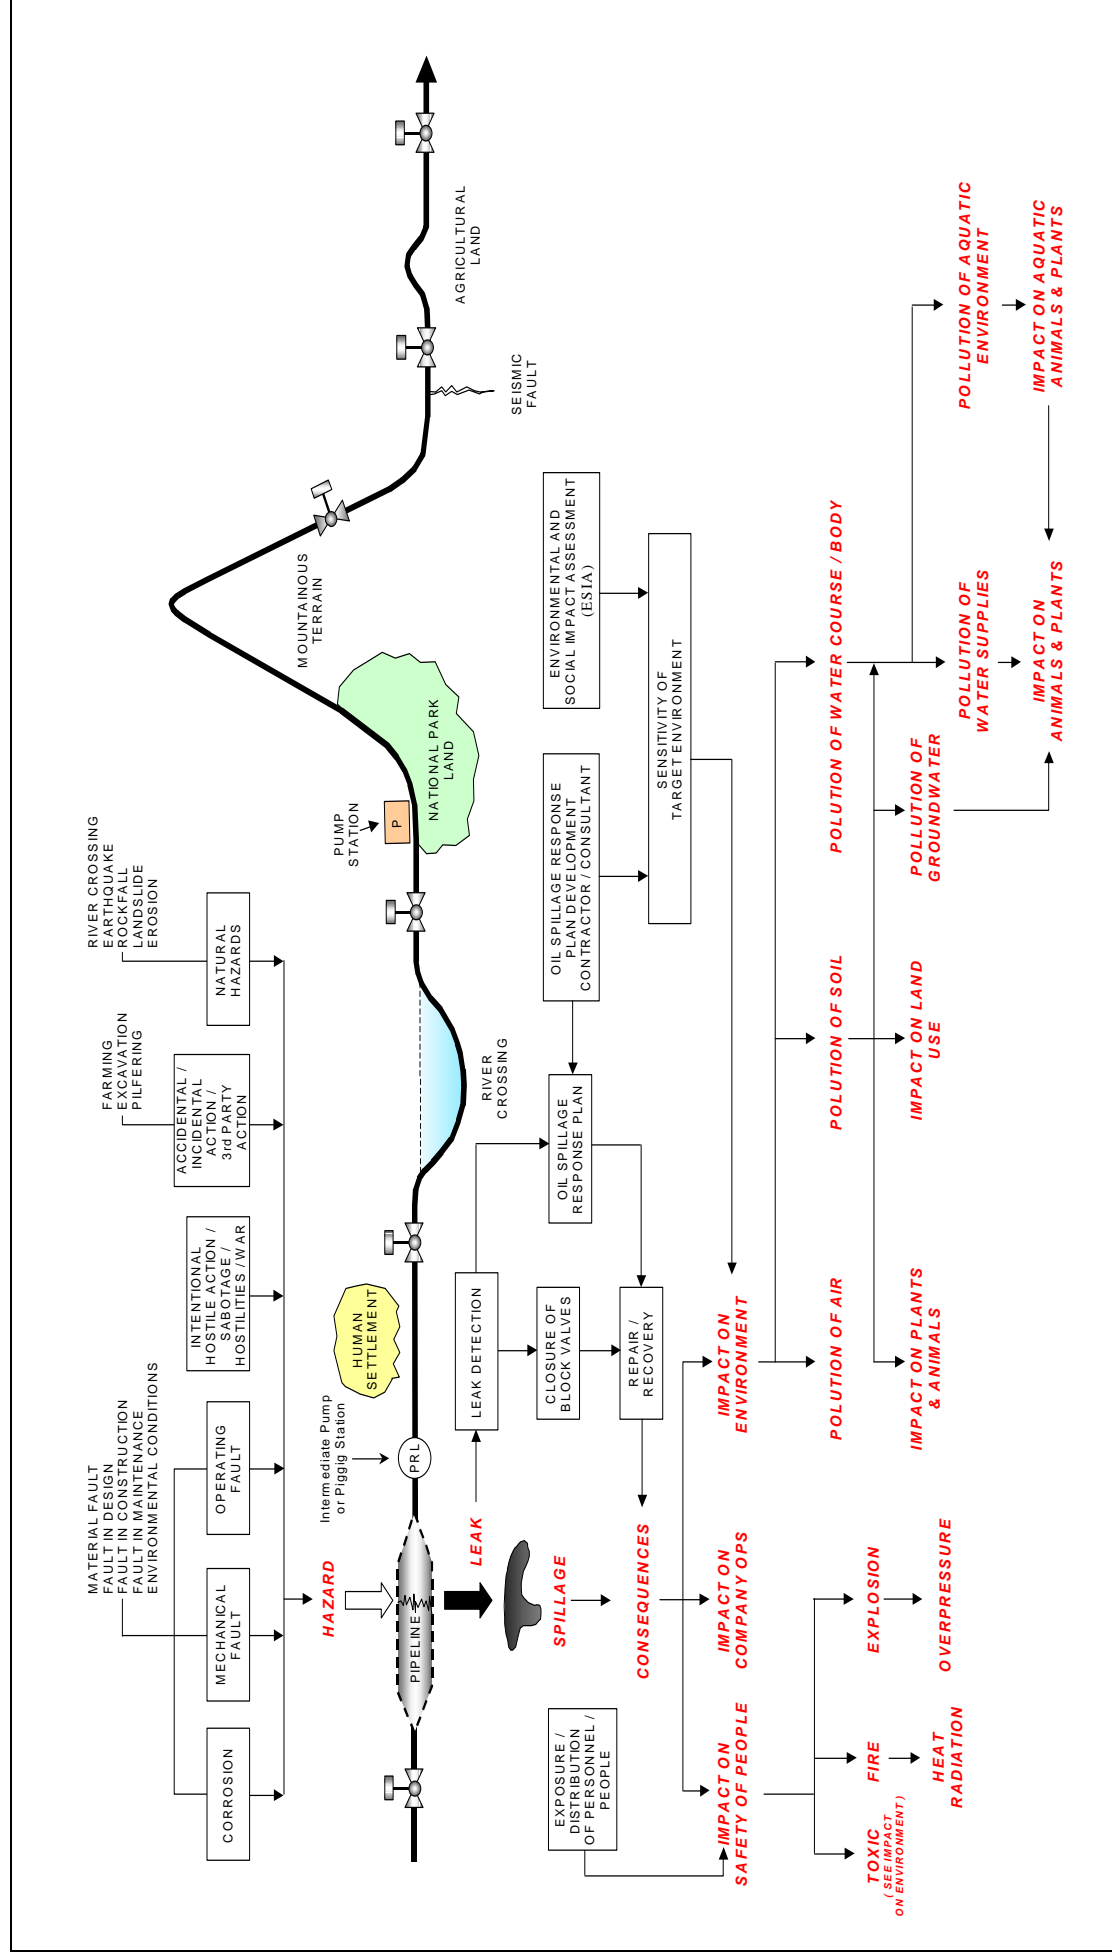 MATERIAL FAULT
FAULT IN DESIGN
FAULT IN CONSTRUCTION
FAULT IN MAINTENANCE
ENVIRONMENTAL CONDITIONS
FARMING
EXCAVATION
PILFERING
RIVER CROSSING
EARTHQUAKE
ROCKFALL
LANDSLIDE
EROSION
CORROSION
MECHANICAL
FAULT
OPERATING
FAULT
INTENTIONAL
HOSTILE ACTION /
SABOTAGE /
HOSTILITIES / WAR
ACCIDENTAL /
INCIDENTAL
ACTION /
3rd PARTY
ACTION
NATURAL
HAZARDS
HAZARD
Intermediate Pump
or Piggig Station
HUMAN
SETTLEMENT
PUMP
STATION
P
MOUNTAINOUS
TERRAIN
PIPELINE
PRL
NATIONAL PARK
LAND
AGRICULTURAL
LAND
RIVER
CROSSING
SEISMIC
FAULT
LEAK
LEAK DETECTION
SPILLAGE
CLOSURE OF
BLOCK VALVES
OIL SPILLAGE
RESPONSE PLAN
OIL SPILLAGE RESPONSE
PLAN DEVELOPMENT
CONTRACTOR / CONSULTANT
ENVIRONMENTAL AND
SOCIAL IMPACT ASSESSMENT
(ESIA)
EXPOSURE /
DISTRIBUTION
OF PERSONNEL /
PEOPLE
CONSEQUENCES
REPAIR /
RECOVERY
SENSITIVITY OF
TARGET ENVIRONMENT
IMPACT ON
SAFETY OF PEOPLE
IMPACT ON
COMPANY OPS
IMPACT ON
ENVIRONMENT
POLUTION OF AIR
POLUTION OF SOIL
POLUTION OF WATER COURSE / BODY
TOXIC
( SEE IMPACT
ON ENVIRONMENT )
FIRE
EXPLOSION
HEAT
RADIATION
OVERPRESSURE
IMPACT ON PLANTS
& ANIMALS
IMPACT ON LAND
USE
POLLUTION OF
GROUNDWATER
POLLUTION OF
WATER SUPPLIES
POLLUTION OF AQUATIC
ENVIRONMENT
IMPACT ON
ANIMALS & PLANTS
IMPACT ON AQUATIC
ANIMALS & PLANTS